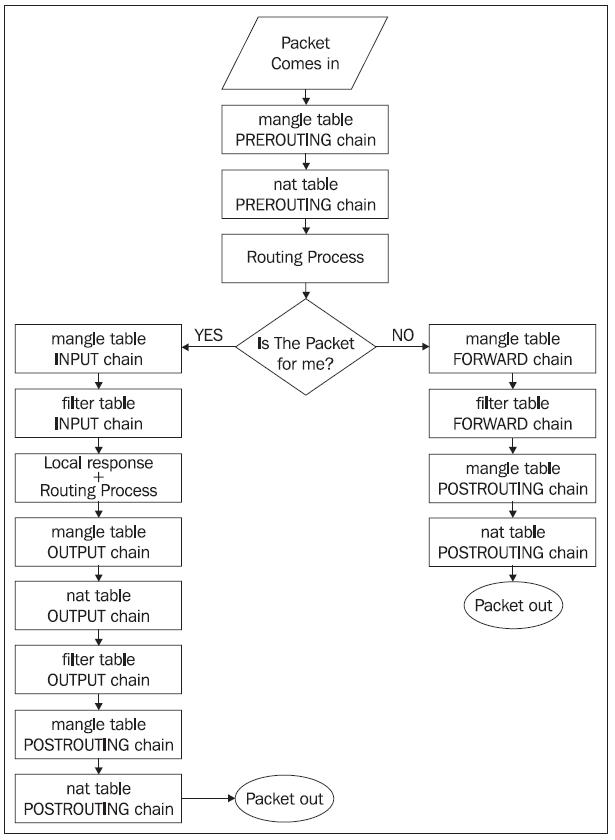 Packet
Comes in
mangle table
PREROUTING chain
nat table
PREROUTING chain
Routing Process
Is The Packet
for me?
YES
NO
mangle table
INPUT chain
filter table
INPUT chain
Local response
+
Routing Process
mangle table
OUTPUT chain
nat table
OUTPUT chain
filter table
OUTPUT chain
mangle table
POSTROUTING chain
nat table
POSTROUTING chain
Packet out
mangle table
FORWARD chain
filter table
FORWARD chain
mangle table
POSTROUTING chain
nat table
POSTROUTING chain
Packet out